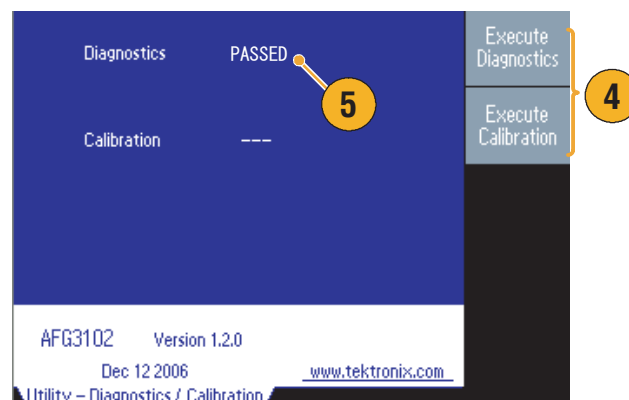 Diagnostics PASSED
Execute Diagnostics
5
4
Calibration ---
Execute Calibration
AFG3102 Version 1.2.0
Dec 12 2006 www.tektronix.com
Utility – Diagnostics / Calibration